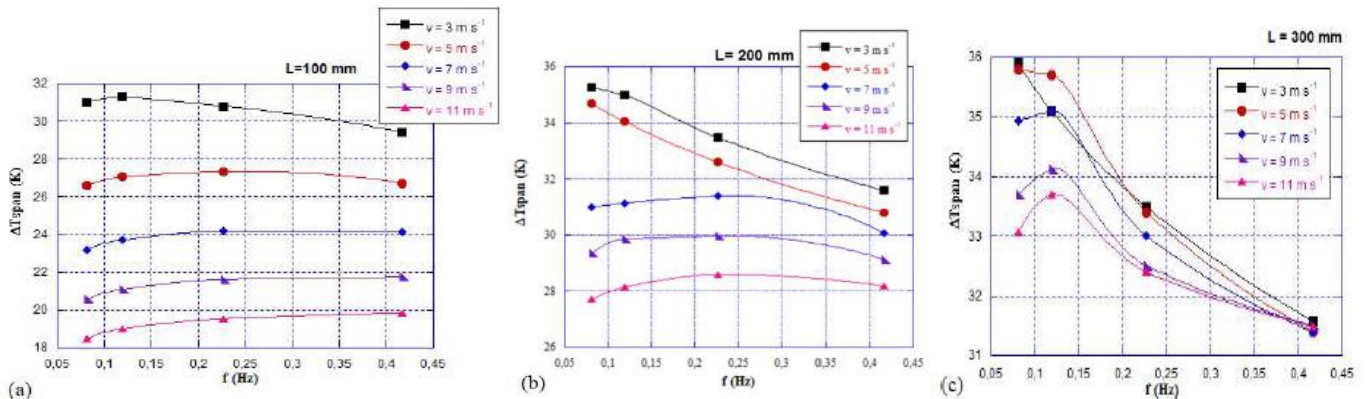 v = 3 m s⁻¹
v = 5 m s⁻¹
v = 7 m s⁻¹
v = 9 m s⁻¹
v = 11 m s⁻¹
L=100 mm
ΔTspan (K)
32
30
28
26
24
22
20
18
0,05 0,1 0,15 0,2 0,25 0,3 0,35 0,4 0,45
f (Hz)
(a)
L= 200 mm
v = 3 m s⁻¹
v = 5 m s⁻¹
v = 7 m s⁻¹
v = 9 m s⁻¹
v = 11 m s⁻¹
ΔTspan (K)
36
34
32
30
28
26
0,05 0,1 0,15 0,2 0,25 0,3 0,35 0,4 0,45
f (Hz)
(b)
L = 300 mm
v = 3 m s⁻¹
v = 5 m s⁻¹
v = 7 m s⁻¹
v = 9 m s⁻¹
v = 11 m s⁻¹
ΔTspan (K)
36
35
34
33
32
31
0,05 0,1 0,15 0,2 0,25 0,3 0,35 0,4 0,45
f (Hz)
(c)